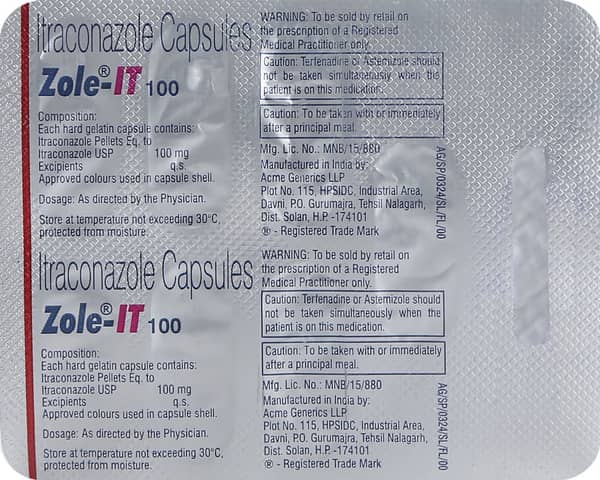 Itraconazole Capsules
Zole®-IT 100
Composition:
Each hard gelatin capsule contains:
Itraconazole Pellets Eq. to
Itraconazole USP 100 mg
Excipients q.s.
Approved colours used in capsule shell.
Dosage: As directed by the Physician.
Store at temperature not exceeding 30°C,
protected from moisture.
WARNING: To be sold by retail on
the prescription of a Registered
Medical Practitioner only.
Caution: Terfenadine or Astemizole should
not be taken simultaneously when the
patient is on this medication.
Caution: To be taken with or immediately
after a principal meal.
Mfg. Lic. No.: MNB/15/880
Manufactured in India by:
Acme Generics LLP
Plot No. 115, HPSIDC, Industrial Area,
Davni, P.O. Gurumajra, Tehsil Nalagarh,
Dist. Solan, H.P.-174101
® - Registered Trade Mark
AG/SP/0324/SL/FL/00
Itraconazole Capsules
Zole®-IT 100
Composition:
Each hard gelatin capsule contains:
Itraconazole Pellets Eq. to
Itraconazole USP 100 mg
Excipients q.s.
Approved colours used in capsule shell.
Dosage: As directed by the Physician.
Store at temperature not exceeding 30°C,
protected from moisture.
WARNING: To be sold by retail on
the prescription of a Registered
Medical Practitioner only.
Caution: Terfenadine or Astemizole should
not be taken simultaneously when the
patient is on this medication.
Caution: To be taken with or immediately
after a principal meal.
Mfg. Lic. No.: MNB/15/880
Manufactured in India by:
Acme Generics LLP
Plot No. 115, HPSIDC, Industrial Area,
Davni, P.O. Gurumajra, Tehsil Nalagarh,
Dist. Solan, H.P.-174101
® - Registered Trade Mark
AG/SP/0324/SL/FL/00